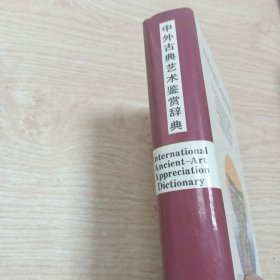 中外古典艺术鉴赏辞典
International
Ancient-Art
Appreciation
Dictionary